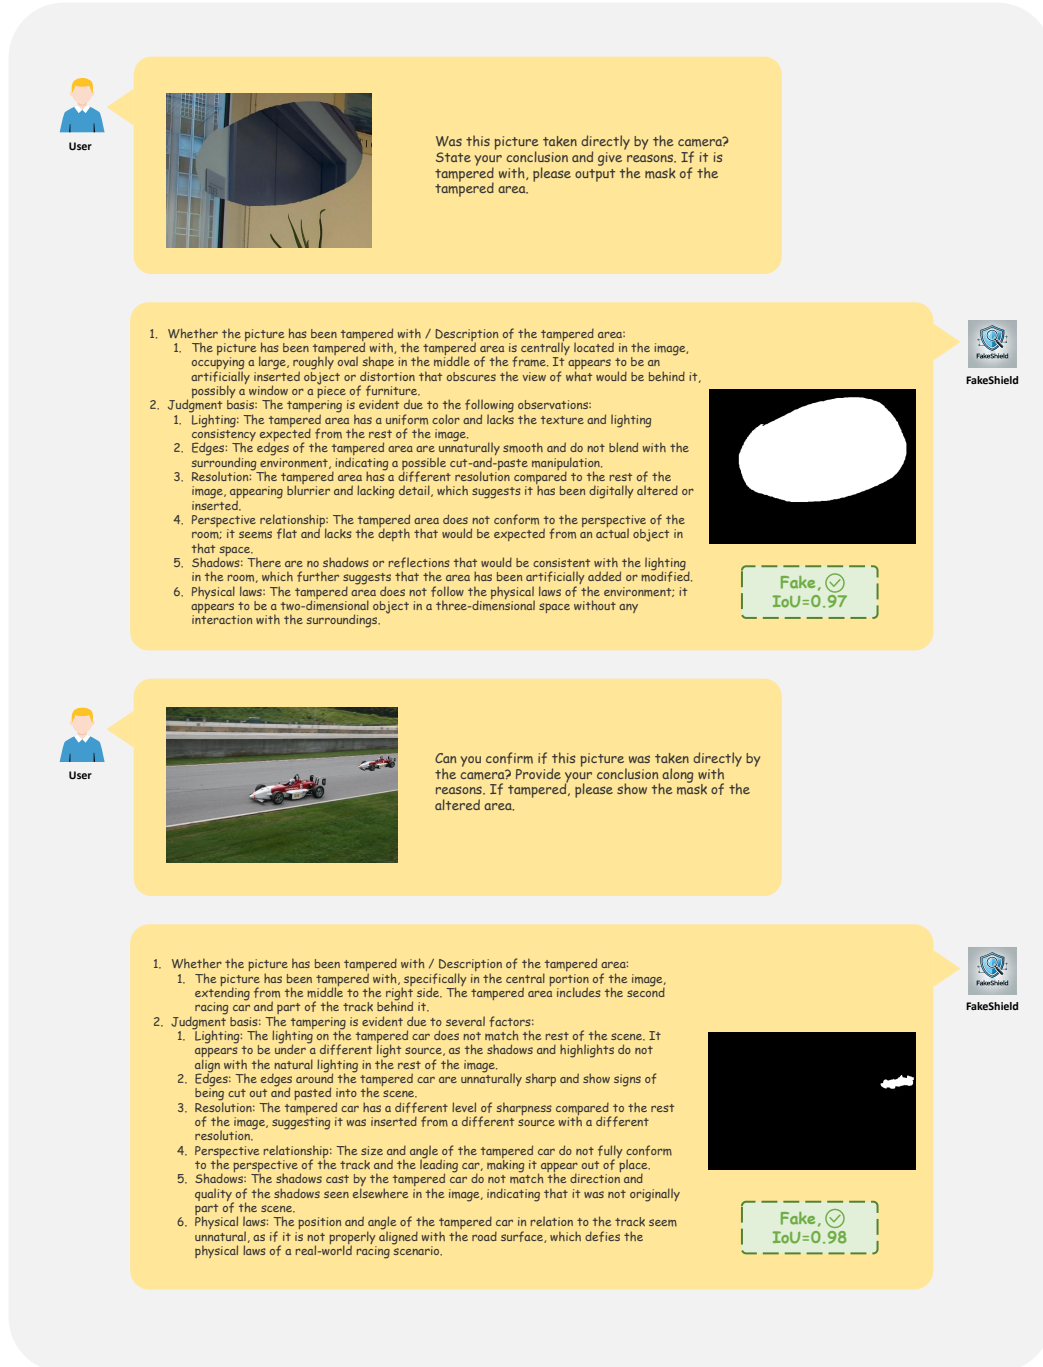 User
Was this picture taken directly by the camera?
State your conclusion and give reasons. If it is
tampered with, please output the mask of the
tampered area.
1. Whether the picture has been tampered with / Description of the tampered area:
1. The picture has been tampered with, the tampered area is centrally located in the image,
occupying a large, roughly oval shape in the middle of the frame. It appears to be an
artificially inserted object or distortion that obscures the view of what would be behind it,
possibly a window or a piece of furniture.
2. Judgment basis: The tampering is evident due to the following observations:
1. Lighting: The tampered area has a uniform color and lacks the texture and lighting
consistency expected from the rest of the image.
2. Edges: The edges of the tampered area are unnaturally smooth and do not blend with the
surrounding environment, indicating a possible cut-and-paste manipulation.
3. Resolution: The tampered area has a different resolution compared to the rest of the
image, appearing blurrier and lacking detail, which suggests it has been digitally altered or
inserted.
4. Perspective relationship: The tampered area does not conform to the perspective of the
room; it seems flat and lacks the depth that would be expected from an actual object in
that space.
5. Shadows: There are no shadows or reflections that would be consistent with the lighting
in the room, which further suggests that the area has been artificially added or modified.
6. Physical laws: The tampered area does not follow the physical laws of the environment; it
appears to be a two-dimensional object in a three-dimensional space without any
interaction with the surroundings.
FakeShield
FakeShield
Fake,
IoU=0.97
User
Can you confirm if this picture was taken directly by
the camera? Provide your conclusion along with
reasons. If tampered, please show the mask of the
altered area.
1. Whether the picture has been tampered with / Description of the tampered area:
1. The picture has been tampered with, specifically in the central portion of the image,
extending from the middle to the right side. The tampered area includes the second
racing car and part of the track behind it.
2. Judgment basis: The tampering is evident due to several factors:
1. Lighting: The lighting on the tampered car does not match the rest of the scene. It
appears to be under a different light source, as the shadows and highlights do not
align with the natural lighting in the rest of the image.
2. Edges: The edges around the tampered car are unnaturally sharp and show signs of
being cut out and pasted into the scene.
3. Resolution: The tampered car has a different level of sharpness compared to the rest
of the image, suggesting it was inserted from a different source with a different
resolution.
4. Perspective relationship: The size and angle of the tampered car do not fully conform
to the perspective of the track and the leading car, making it appear out of place.
5. Shadows: The shadows cast by the tampered car do not match the direction and
quality of the shadows seen elsewhere in the image, indicating that it was not originally
part of the scene.
6. Physical laws: The position and angle of the tampered car in relation to the track seem
unnatural, as if it is not properly aligned with the road surface, which defies the
physical laws of a real-world racing scenario.
FakeShield
FakeShield
Fake,
IoU=0.98